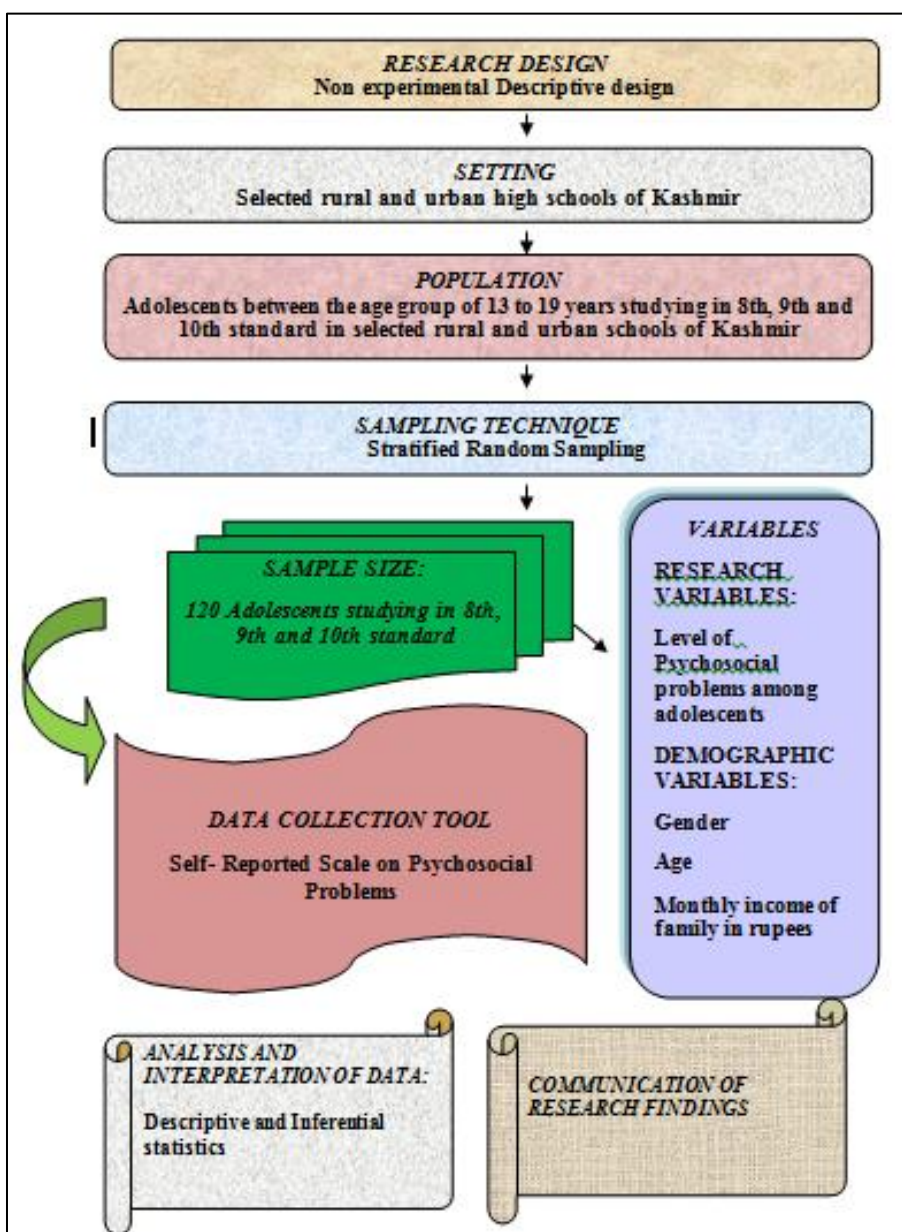 RESEARCH DESIGN
Non experimental Descriptive design
SETTING
Selected rural and urban high schools of Kashmir
POPULATION
Adolescents between the age group of 13 to 19 years studying in 8th, 9th and
10th standard in selected rural and urban schools of Kashmir
SAMPLING TECHNIQUE
Stratified Random Sampling
SAMPLE SIZE:
120 Adolescents studying in 8th,
9th and 10th standard
VARIABLES
RESEARCH
VARIABLES:
Level of
Psychosocial
problems among
adolescents
DEMOGRAPHIC
VARIABLES:
Gender
Age
Monthly income of
family in rupees
DATA COLLECTION TOOL
Self- Reported Scale on Psychosocial
Problems
ANALYSIS AND
INTERPRETATION OF DATA:
Descriptive and Inferential
statistics
COMMUNICATION OF
RESEARCH FINDINGS